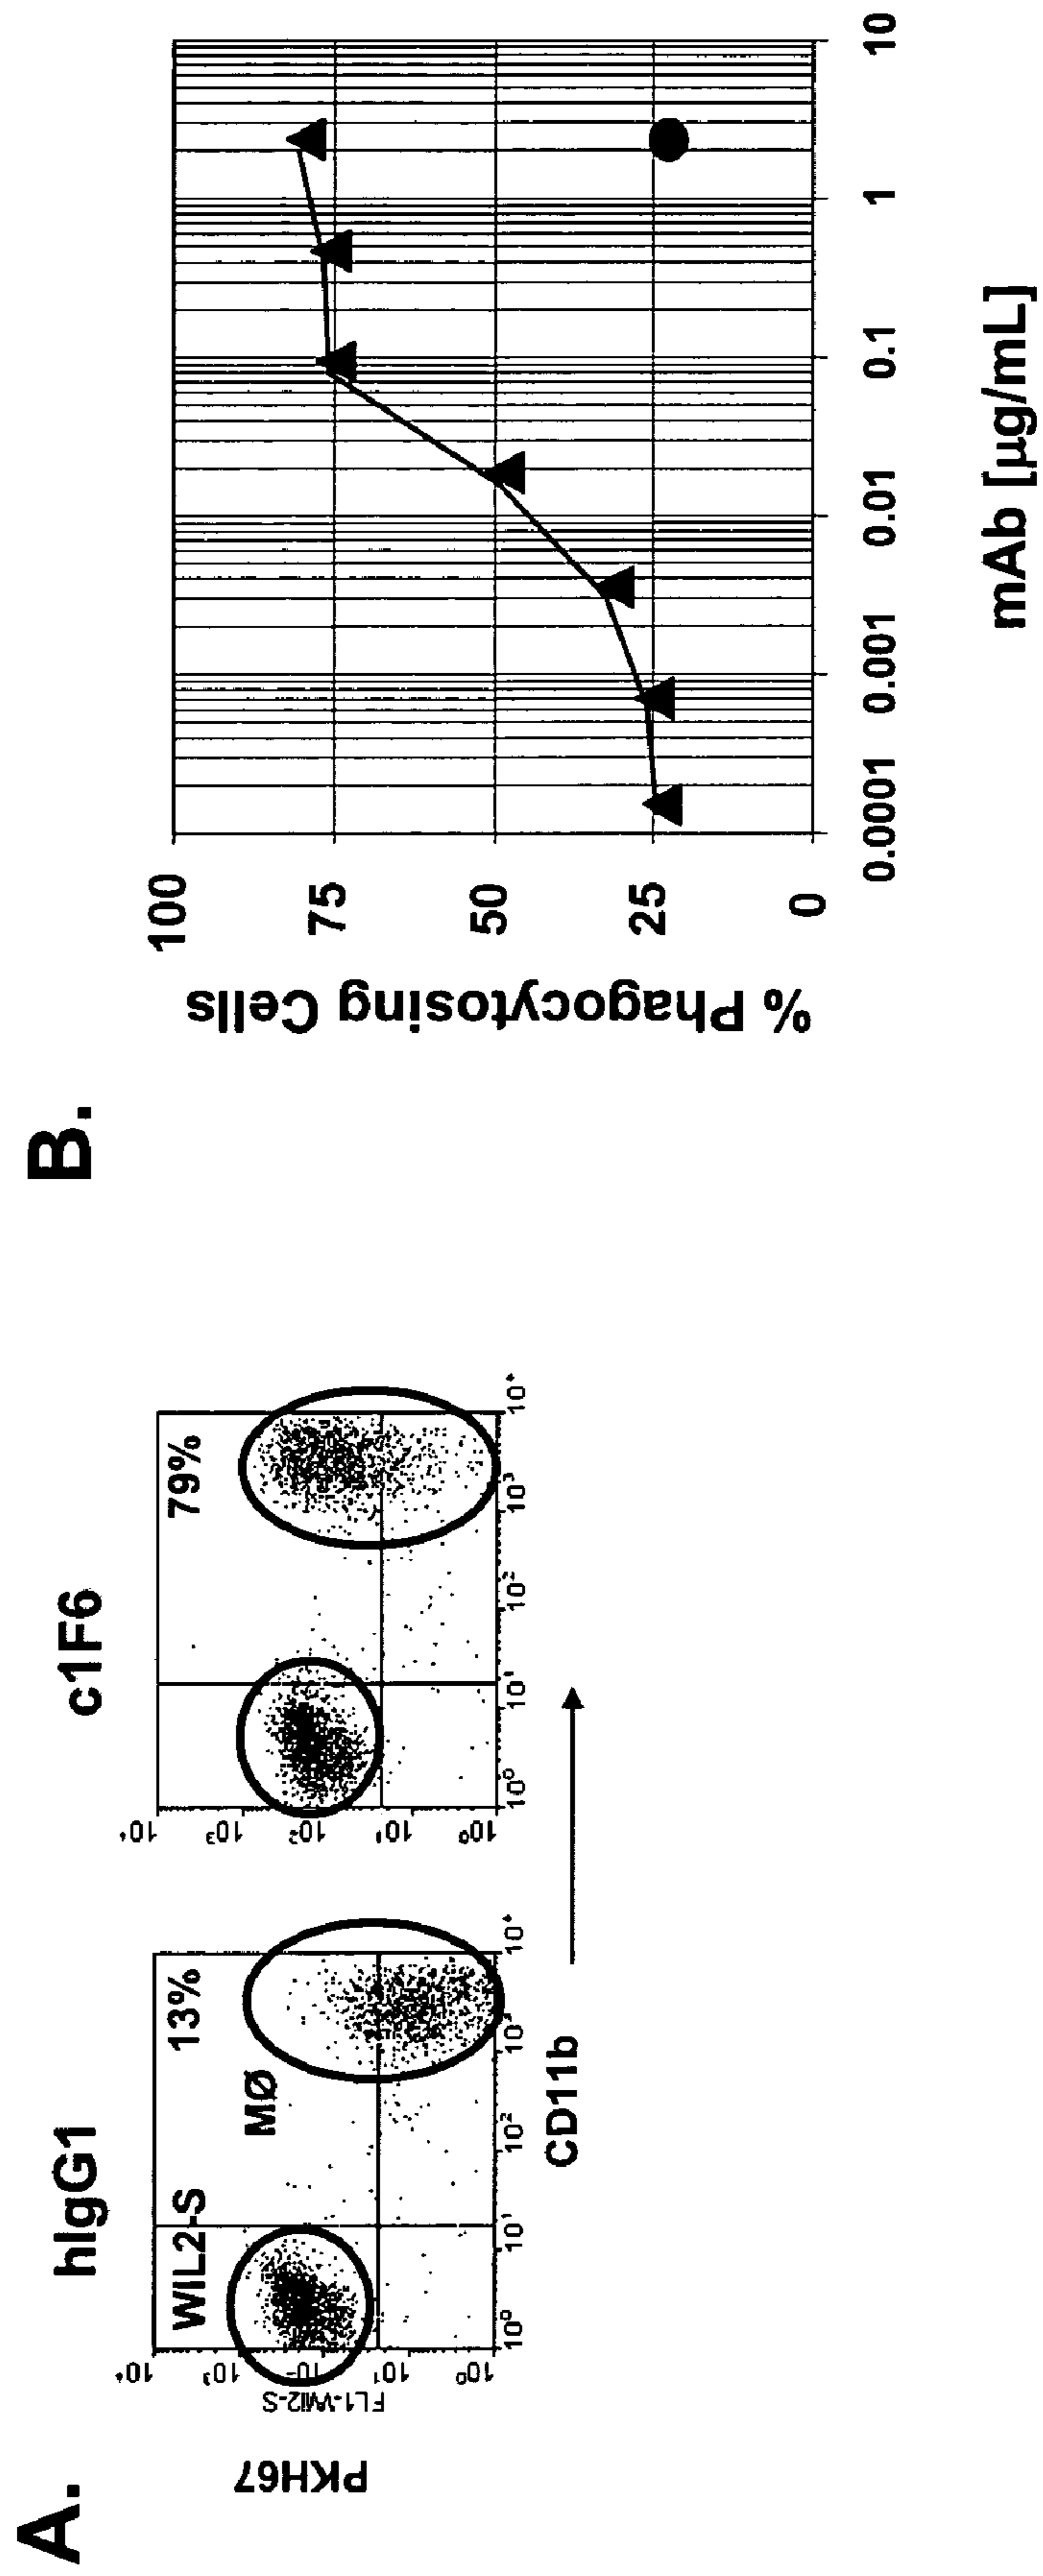 A.
hIgG1
c1F6
WIL2-S
13%
MØ
79%
PKH67
FL1-Wil2-S
10⁴
10³
10¹
10⁰
10⁰
10¹
10²
10³
10⁴
10⁴
10³
10²
10¹
10⁰
10⁰
10¹
10²
10³
10⁴
CD11b
B.
% Phagocytosing Cells
100
75
50
25
0
0.0001
0.001
0.01
0.1
1
10
mAb [µg/mL]